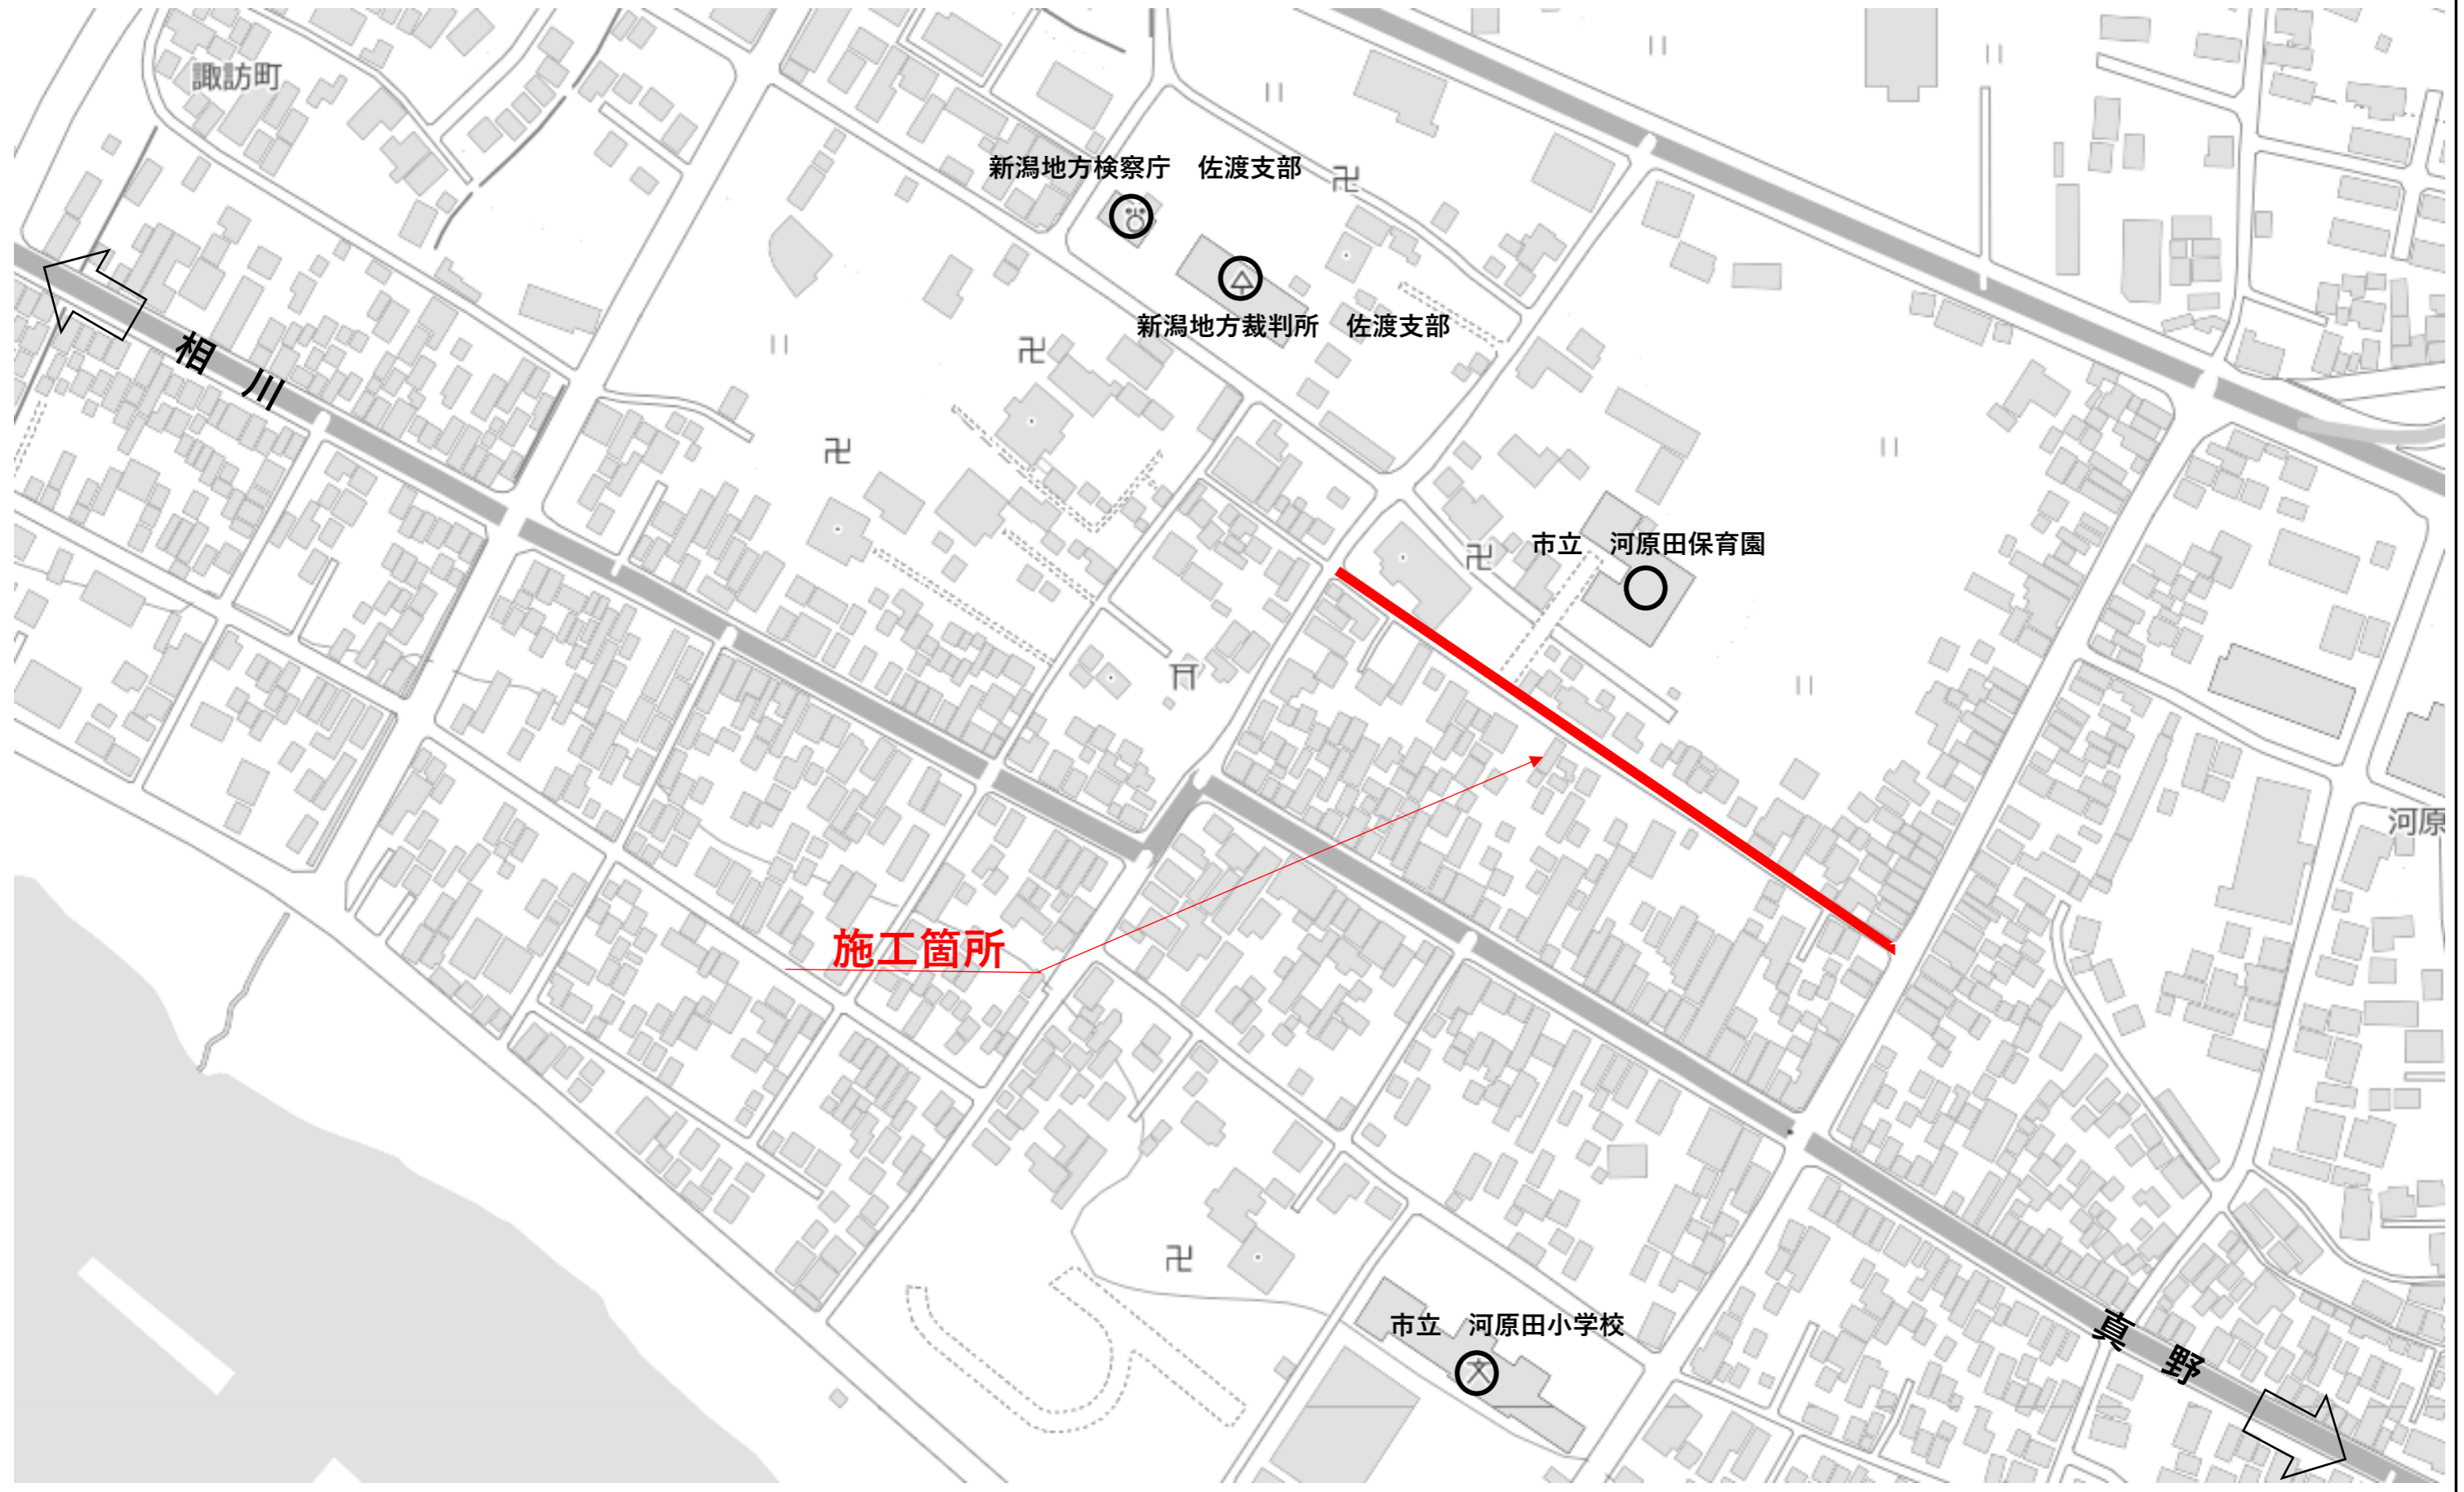 諏訪町
新潟地方検察庁　佐渡支部
新潟地方裁判所　佐渡支部
相　川
市立　河原田保育園
河原
施工箇所
市立　河原田小学校
真　野